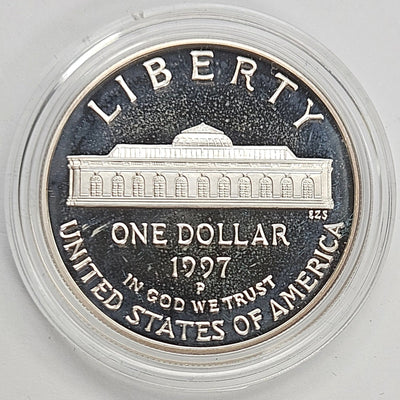 LIBERTY
ONE DOLLAR
1997
P
IN GOD WE TRUST
UNITED STATES OF AMERICA